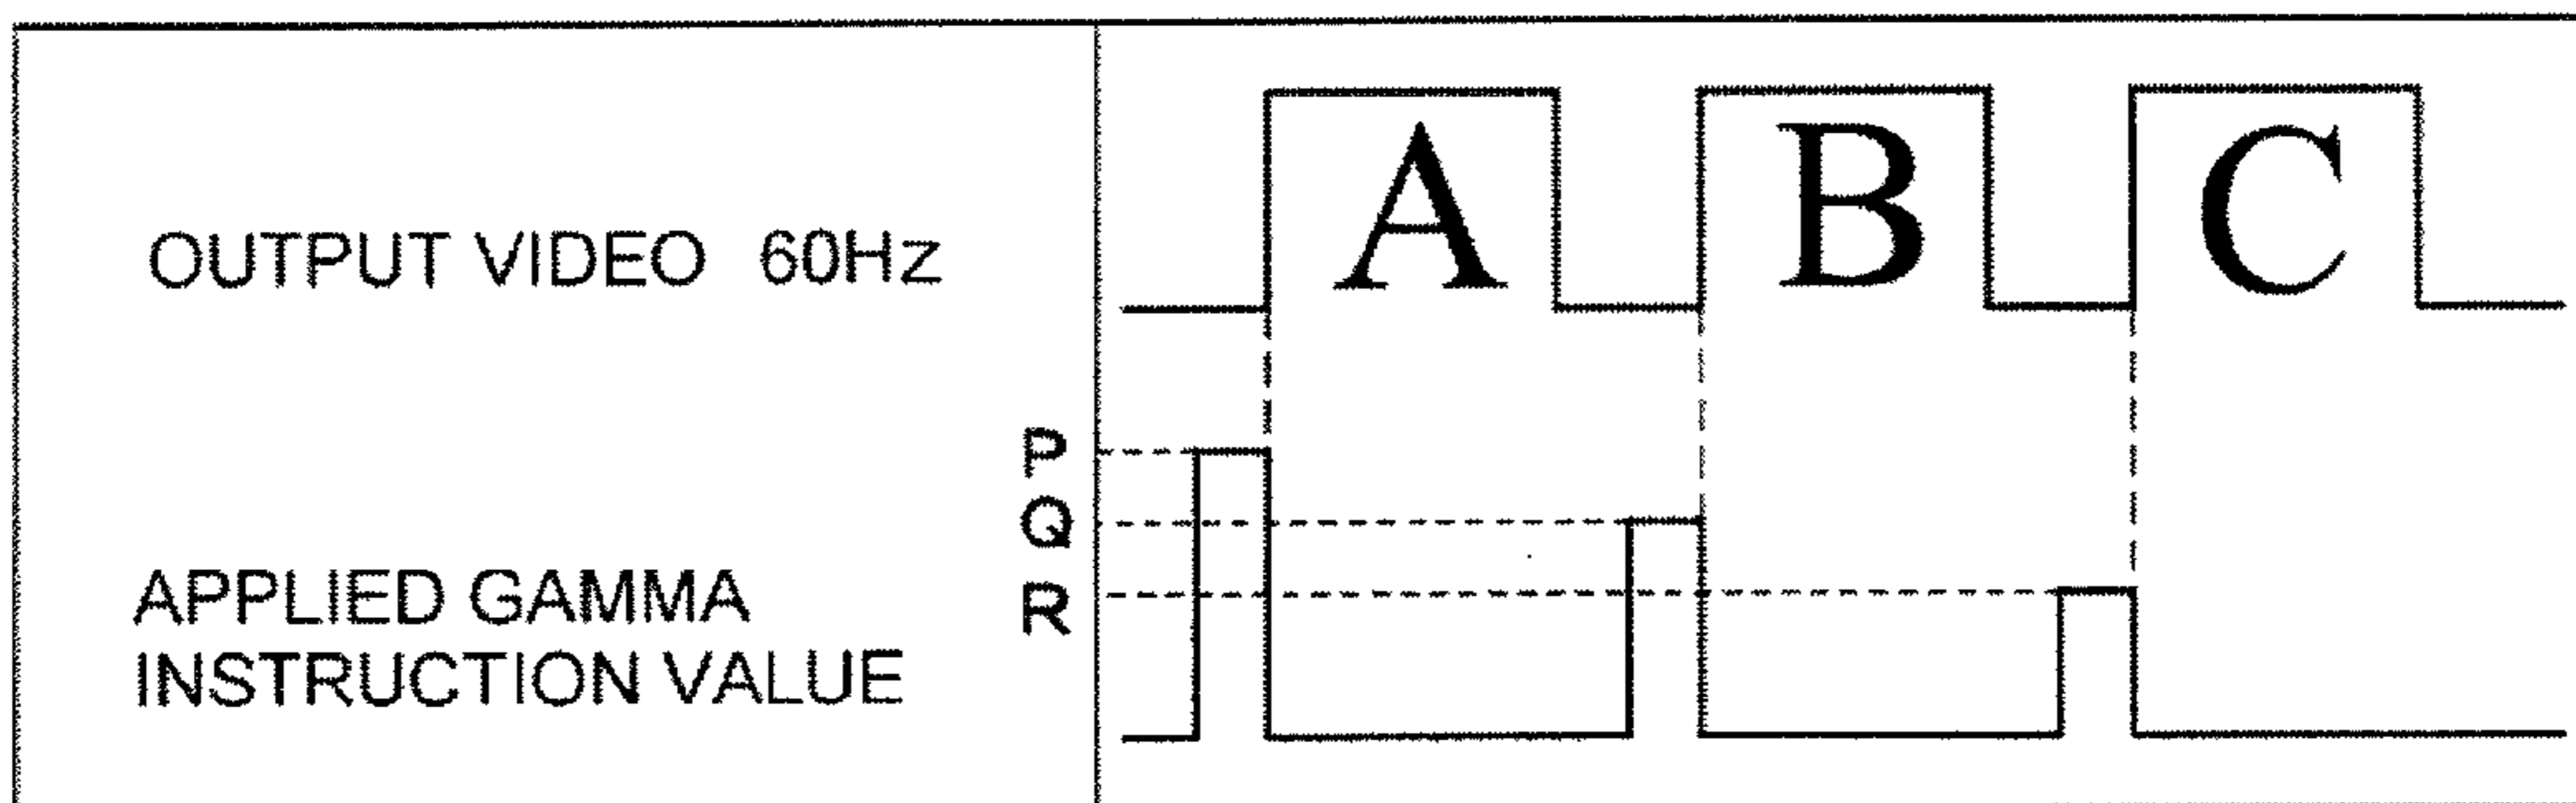 OUTPUT VIDEO 60Hz
A B C
P
Q
R
APPLIED GAMMA
INSTRUCTION VALUE